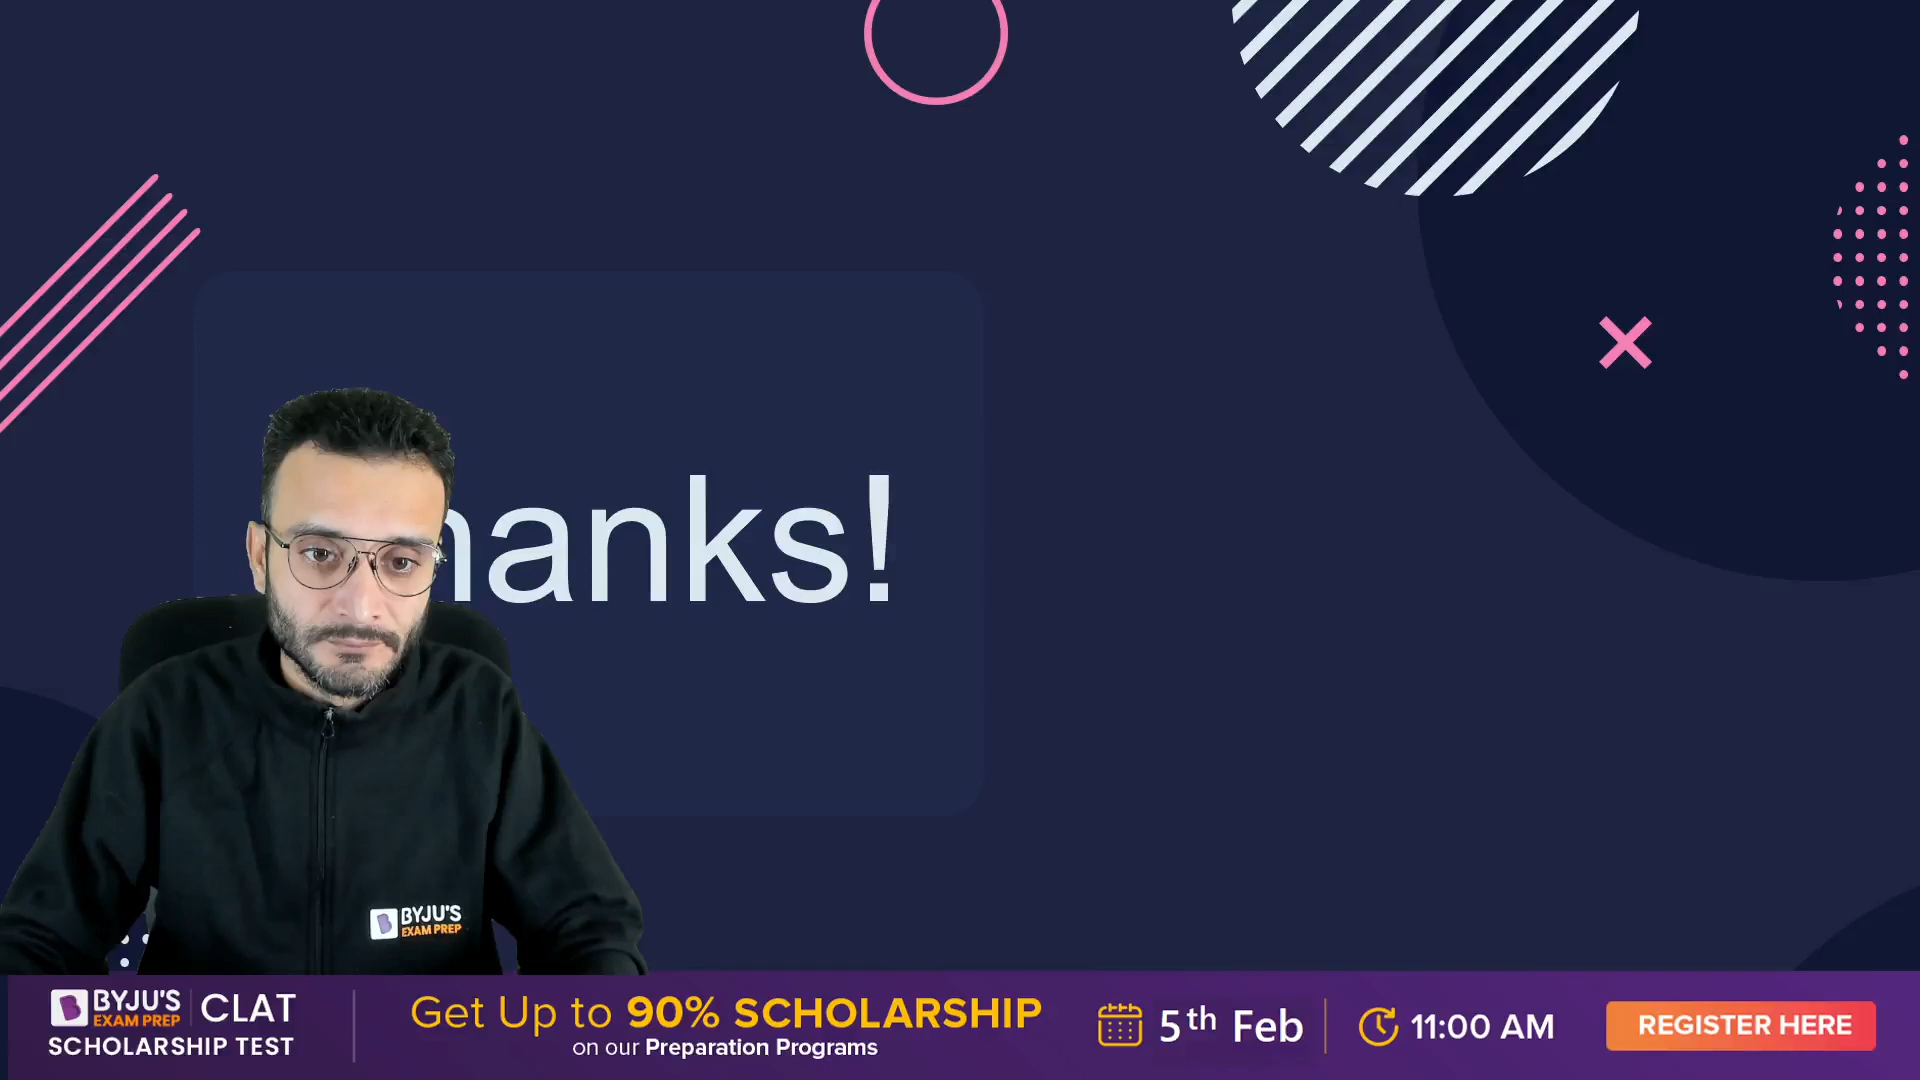 hanks!
BYJU'S
EXAM PREP
BYJU'S
EXAM PREP
CLAT
SCHOLARSHIP TEST
Get Up to 90% SCHOLARSHIP
on our Preparation Programs
5th Feb
11:00 AM
REGISTER HERE